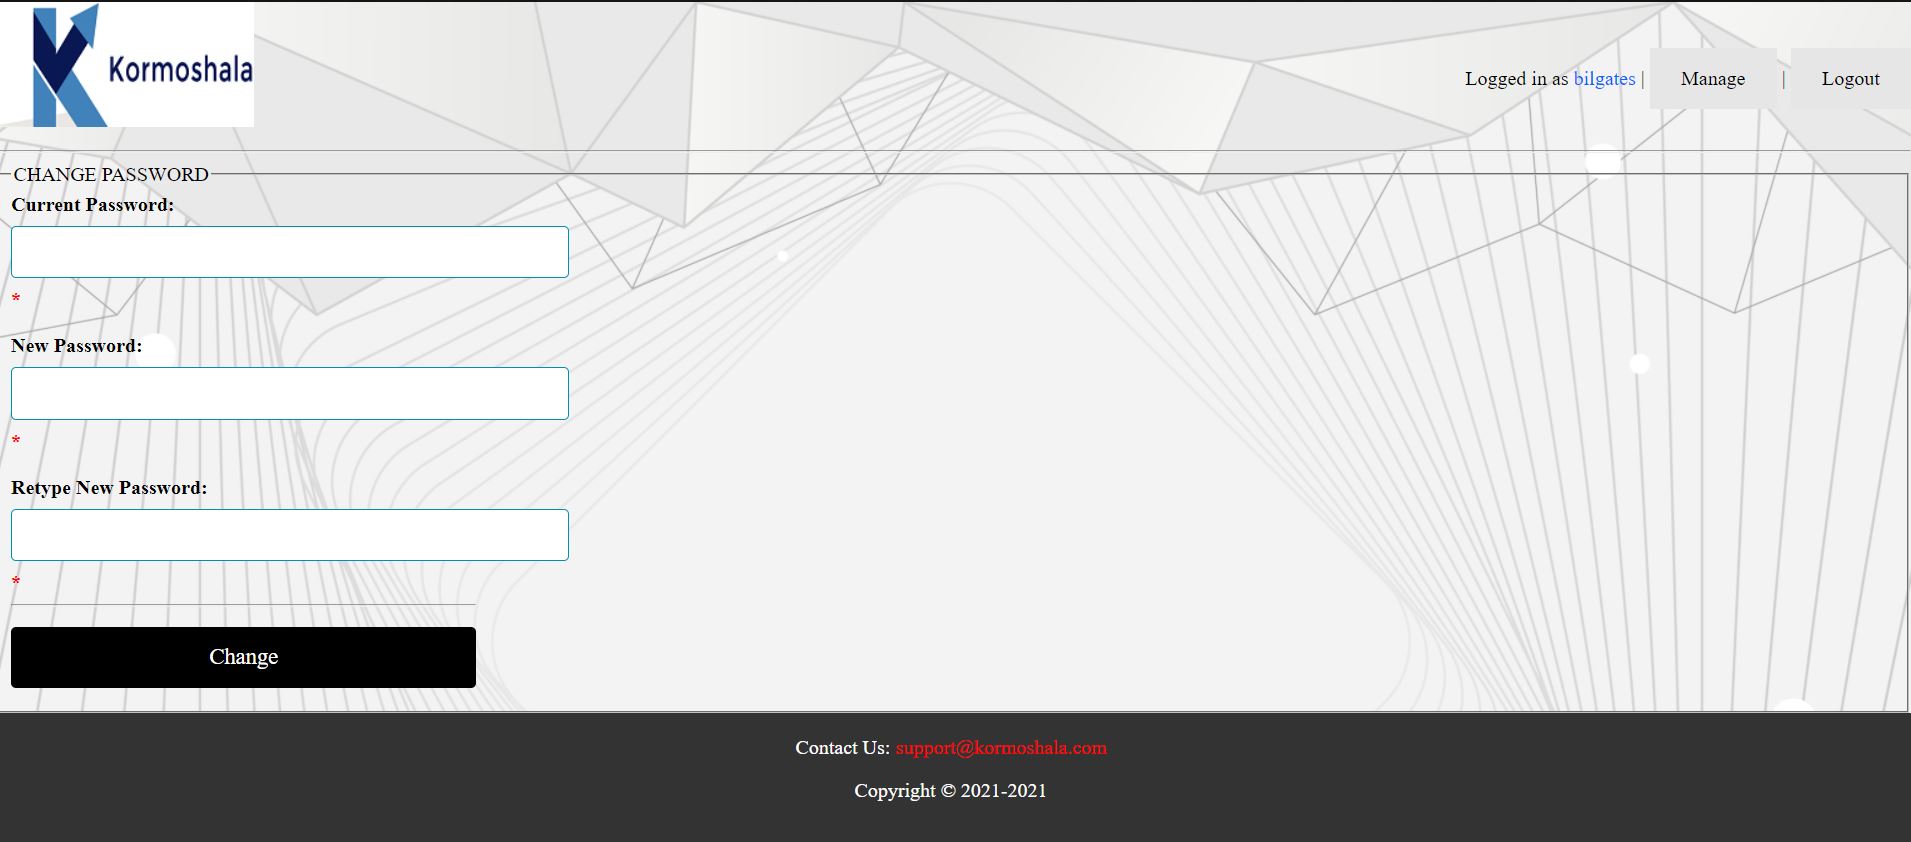 Kormoshala
Logged in as bilgates | Manage | Logout
CHANGE PASSWORD
Current Password:
*
New Password:
*
Retype New Password:
*
Change
Contact Us: support@kormoshala.com
Copyright © 2021-2021